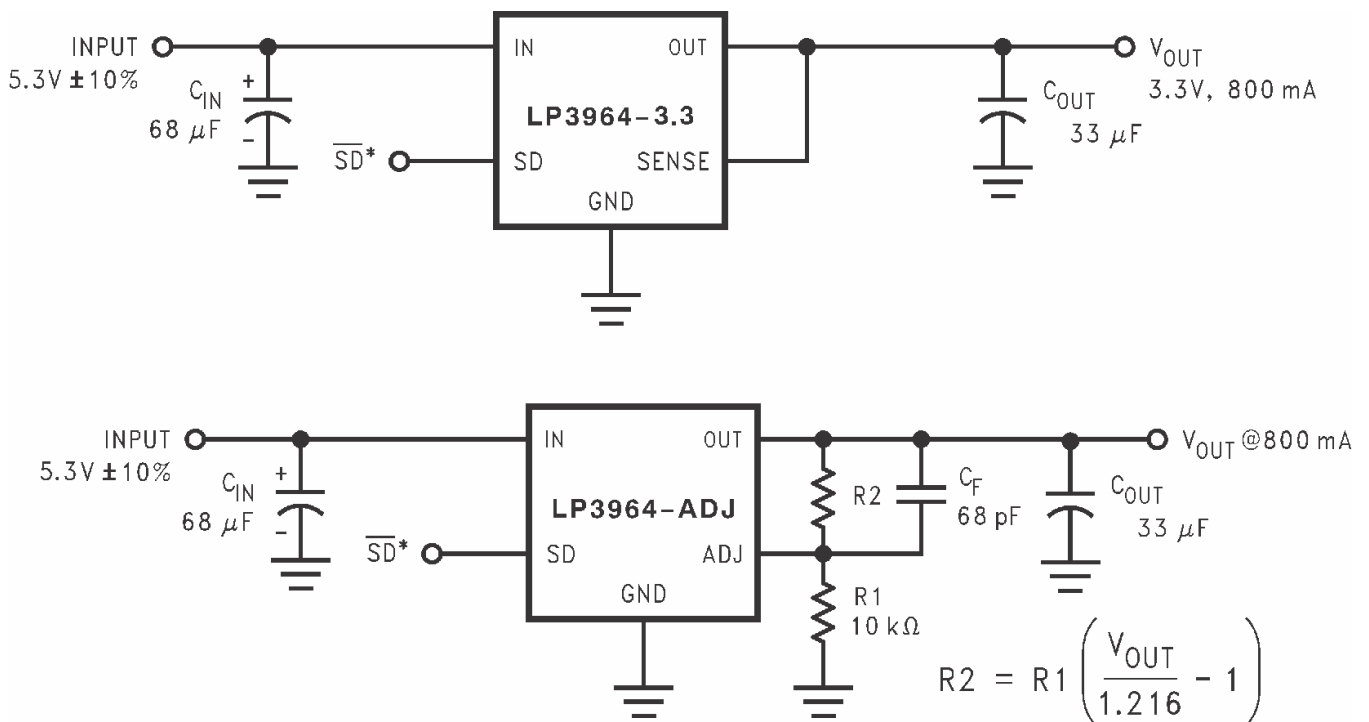 INPUT
5.3V ±10%
C_IN
68 µF
+
-
IN
OUT
LP3964-3.3
SD
SENSE
GND
SD̅*
C_OUT
33 µF
V_OUT
3.3V, 800 mA
INPUT
5.3V ±10%
C_IN
68 µF
+
-
IN
OUT
LP3964-ADJ
SD
ADJ
GND
SD̅*
R2
C_F
68 pF
R1
10 kΩ
C_OUT
33 µF
V_OUT @800 mA
R2 = R1 (V_OUT / 1.216 - 1)